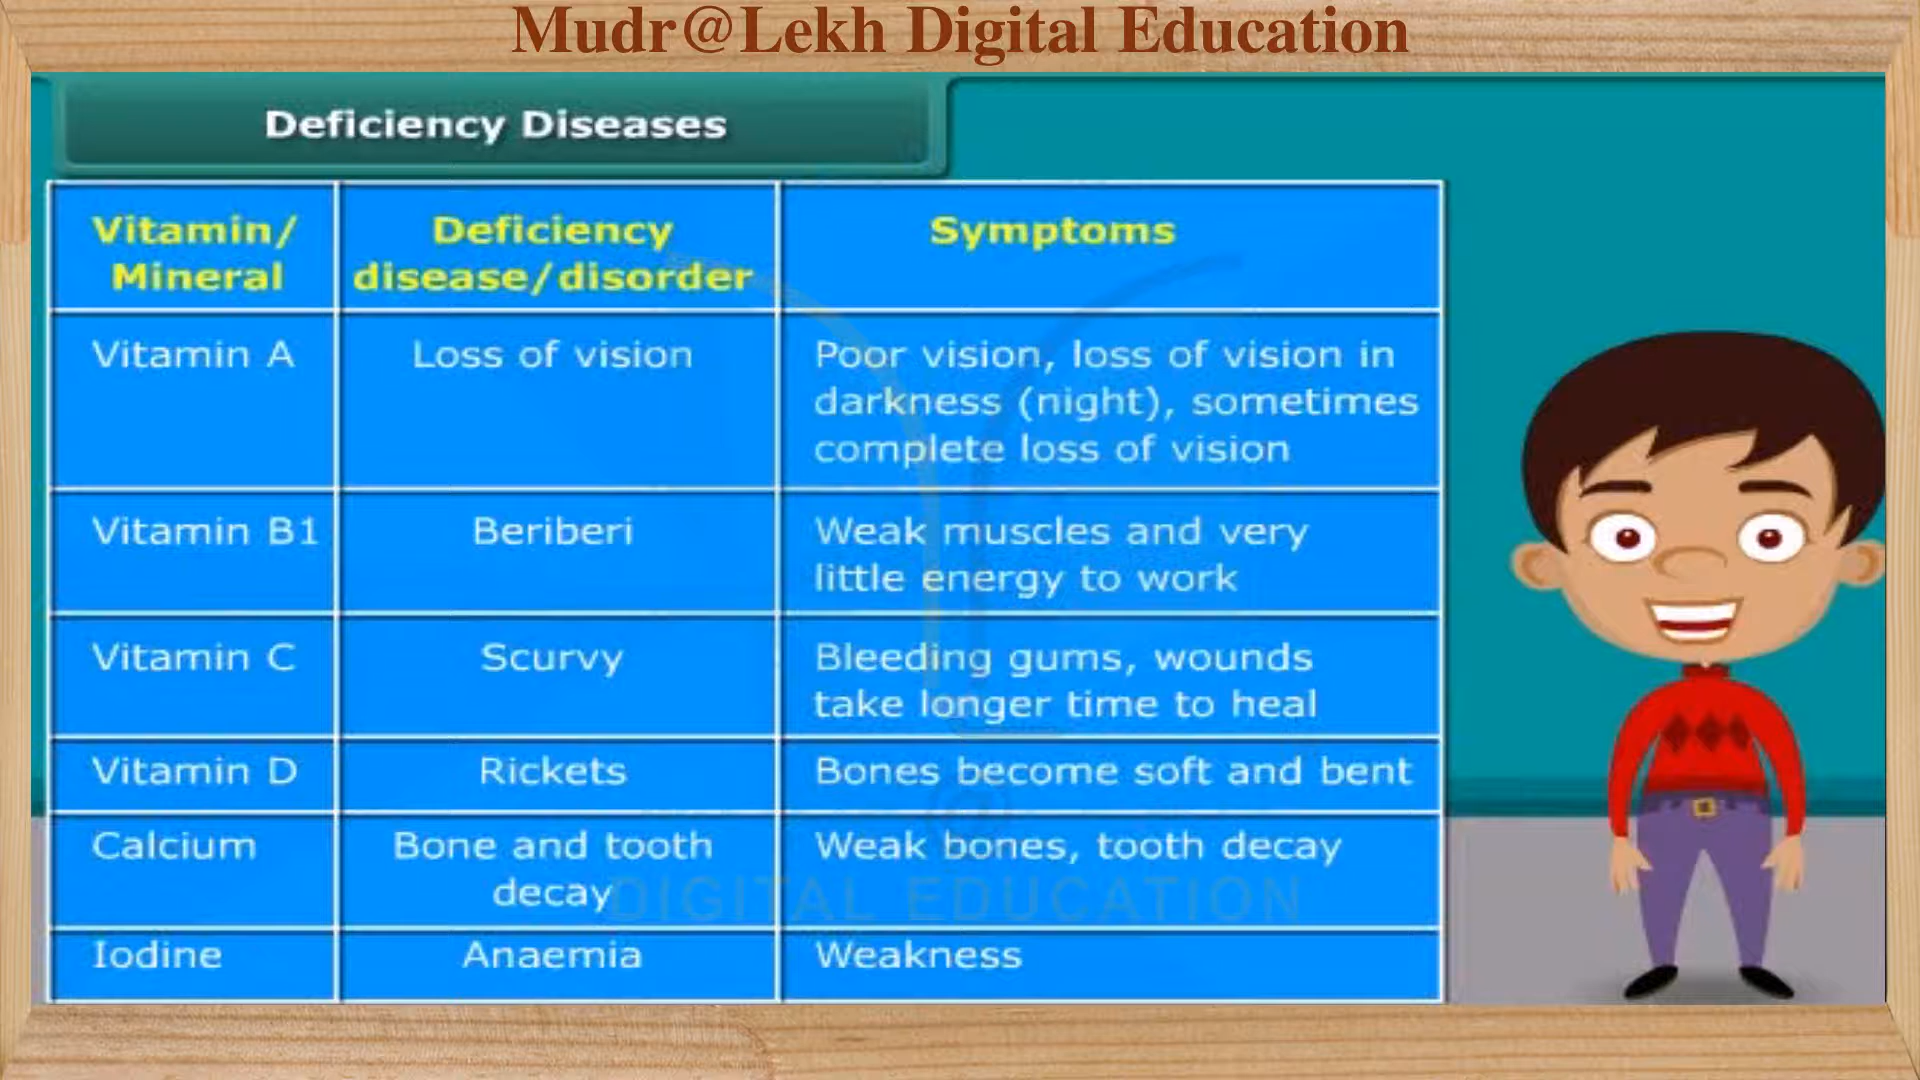 Mudr@Lekh Digital Education
Deficiency Diseases
Vitamin/
Mineral
Deficiency
disease/disorder
Symptoms
Vitamin A
Loss of vision
Poor vision, loss of vision in
darkness (night), sometimes
complete loss of vision
Vitamin B1
Beriberi
Weak muscles and very
little energy to work
Vitamin C
Scurvy
Bleeding gums, wounds
take longer time to heal
Vitamin D
Rickets
Bones become soft and bent
Calcium
Bone and tooth
decay
Weak bones, tooth decay
Iodine
Anaemia
Weakness
@
DIGITAL EDUCATION